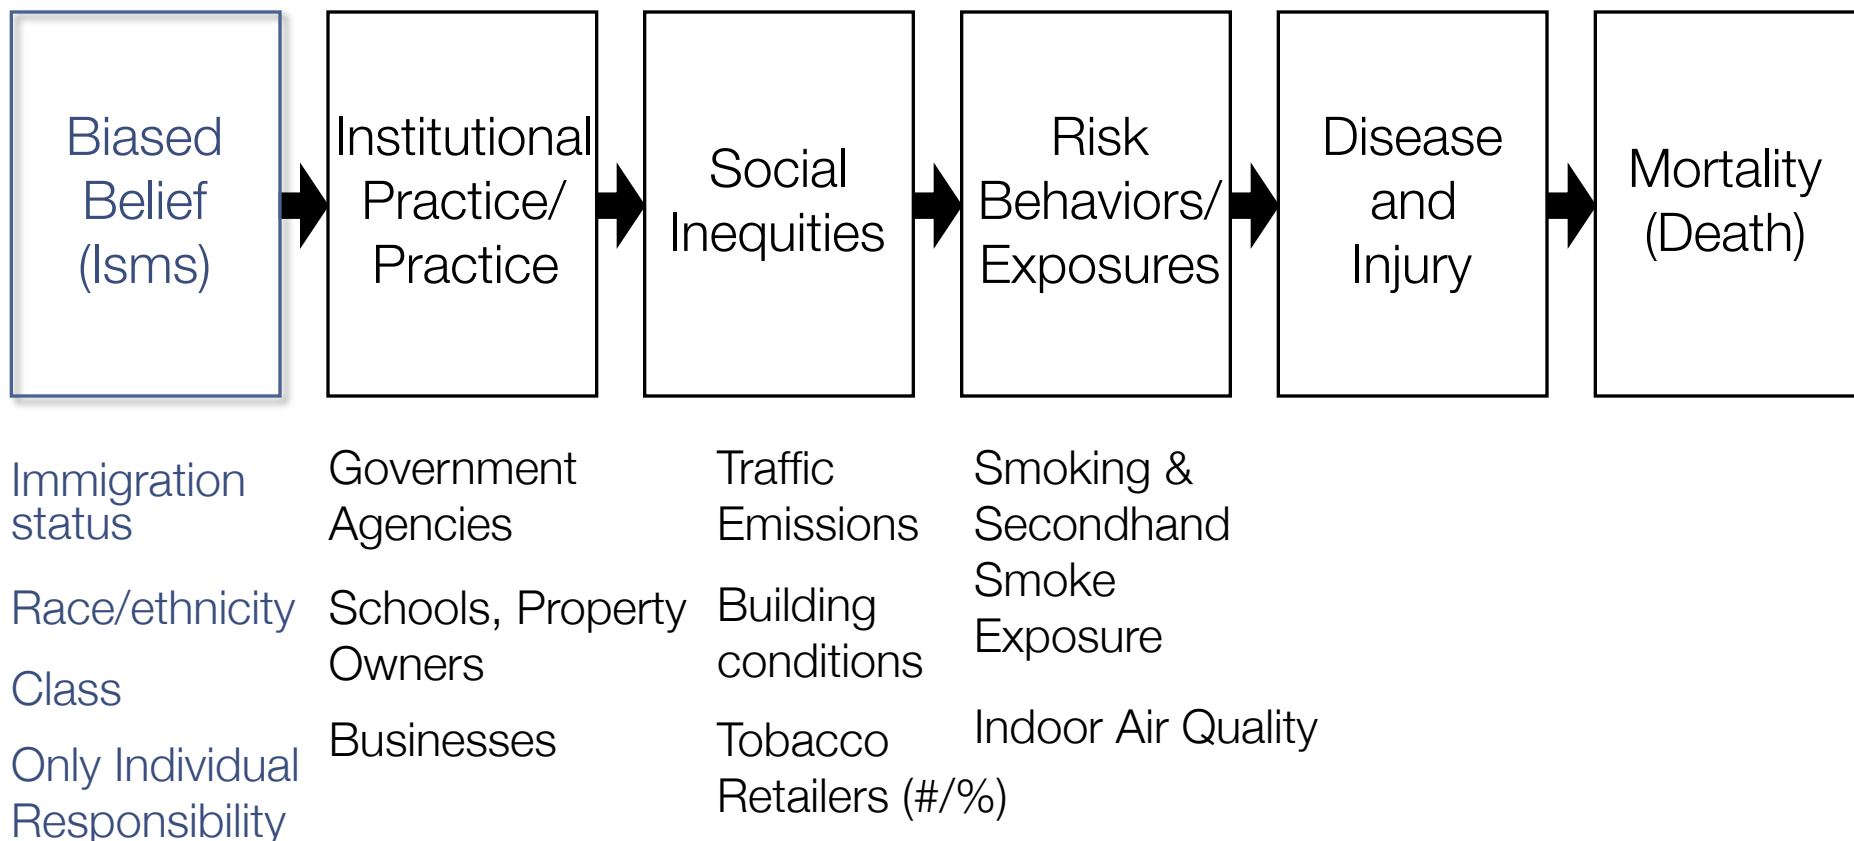 Biased
Belief
(Isms)
Institutional
Practice/
Practice
Social
Inequities
Risk
Behaviors/
Exposures
Disease
and
Injury
Mortality
(Death)
Immigration
status
Race/ethnicity
Class
Only Individual
Responsibility
Government
Agencies
Schools, Property
Owners
Businesses
Traffic
Emissions
Building
conditions
Tobacco
Retailers (#/%)
Smoking &
Secondhand
Smoke
Exposure
Indoor Air Quality